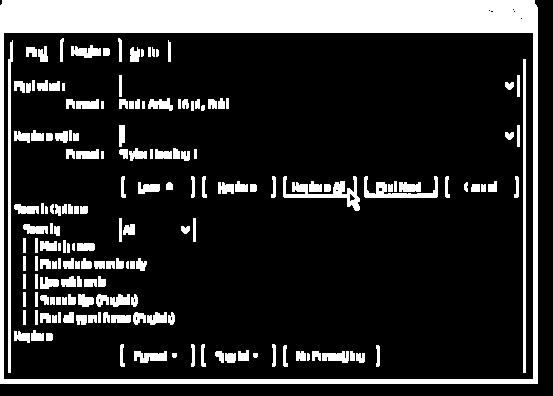 Find Replace Go To
Find what:
Format: Font: Arial, 16 pt, Bold
Replace with:
Format: Style: Heading 1
Less Replace Replace All Find Next Cancel
Search Options
Search: All
Match case
Find whole words only
Use wildcards
Sounds like (English)
Find all word forms (English)
Replace
Format Special No Formatting